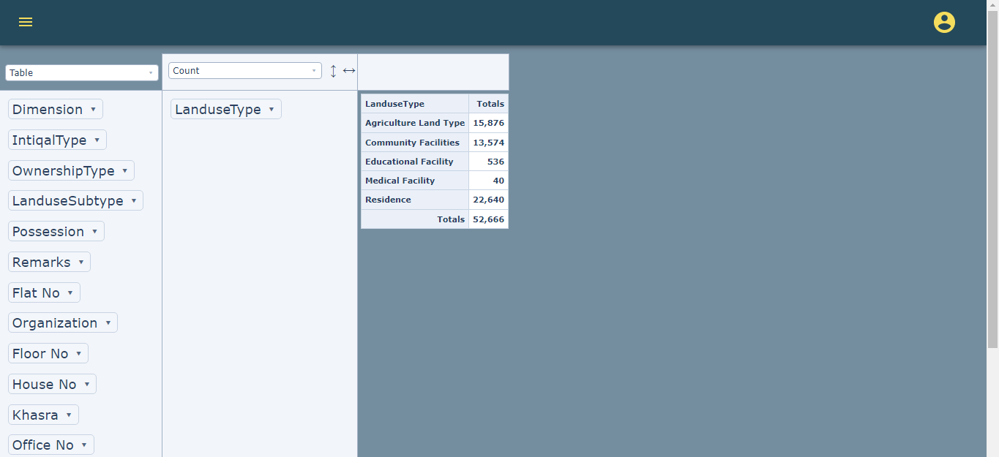 Table
Count
Dimension
IntiqalType
OwnershipType
LanduseSubtype
Possession
Remarks
Flat No
Organization
Floor No
House No
Khasra
Office No
LanduseType
LanduseType Totals
Agriculture Land Type 15,876
Community Facilities 13,574
Educational Facility 536
Medical Facility 40
Residence 22,640
Totals 52,666